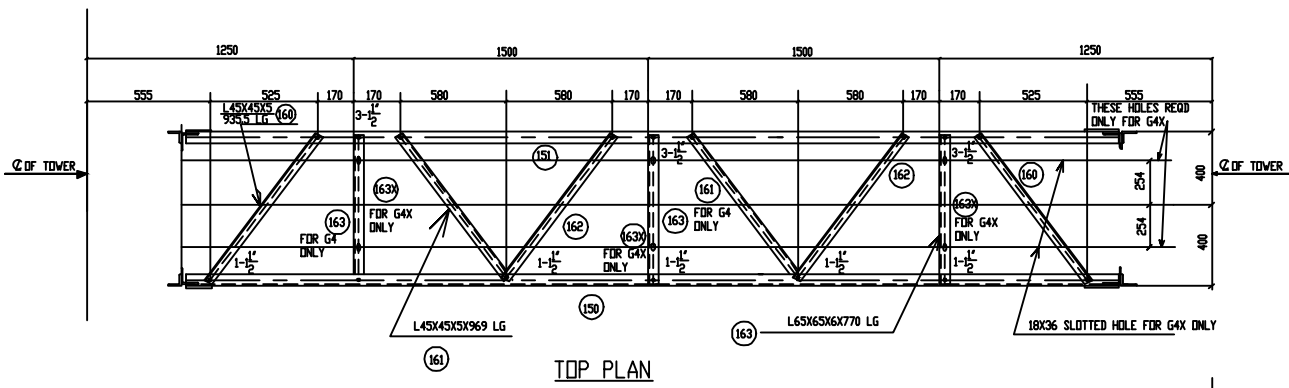 1250 1500 1500 1250
555 525 170 170 580 580 170 170 580 580 170 170 525 555
L45X45X5
935.5 LG 160
3-1½"
THESE HOLES REQD
ONLY FOR G4X
℄ OF TOWER
℄ OF TOWER
151
3-1½"
3-1½"
162
160
254
400
163X
FOR G4X
ONLY
163
FOR G4
ONLY
162
163X
FOR G4X
ONLY
163
161
FOR G4
ONLY
163X
FOR G4X
ONLY
254
400
1-1½"
1-1½"
1-1½"
1-1½"
1-1½"
150
L45X45X5X969 LG
161
163
L65X65X6X770 LG
18X36 SLOTTED HOLE FOR G4X ONLY
TOP PLAN